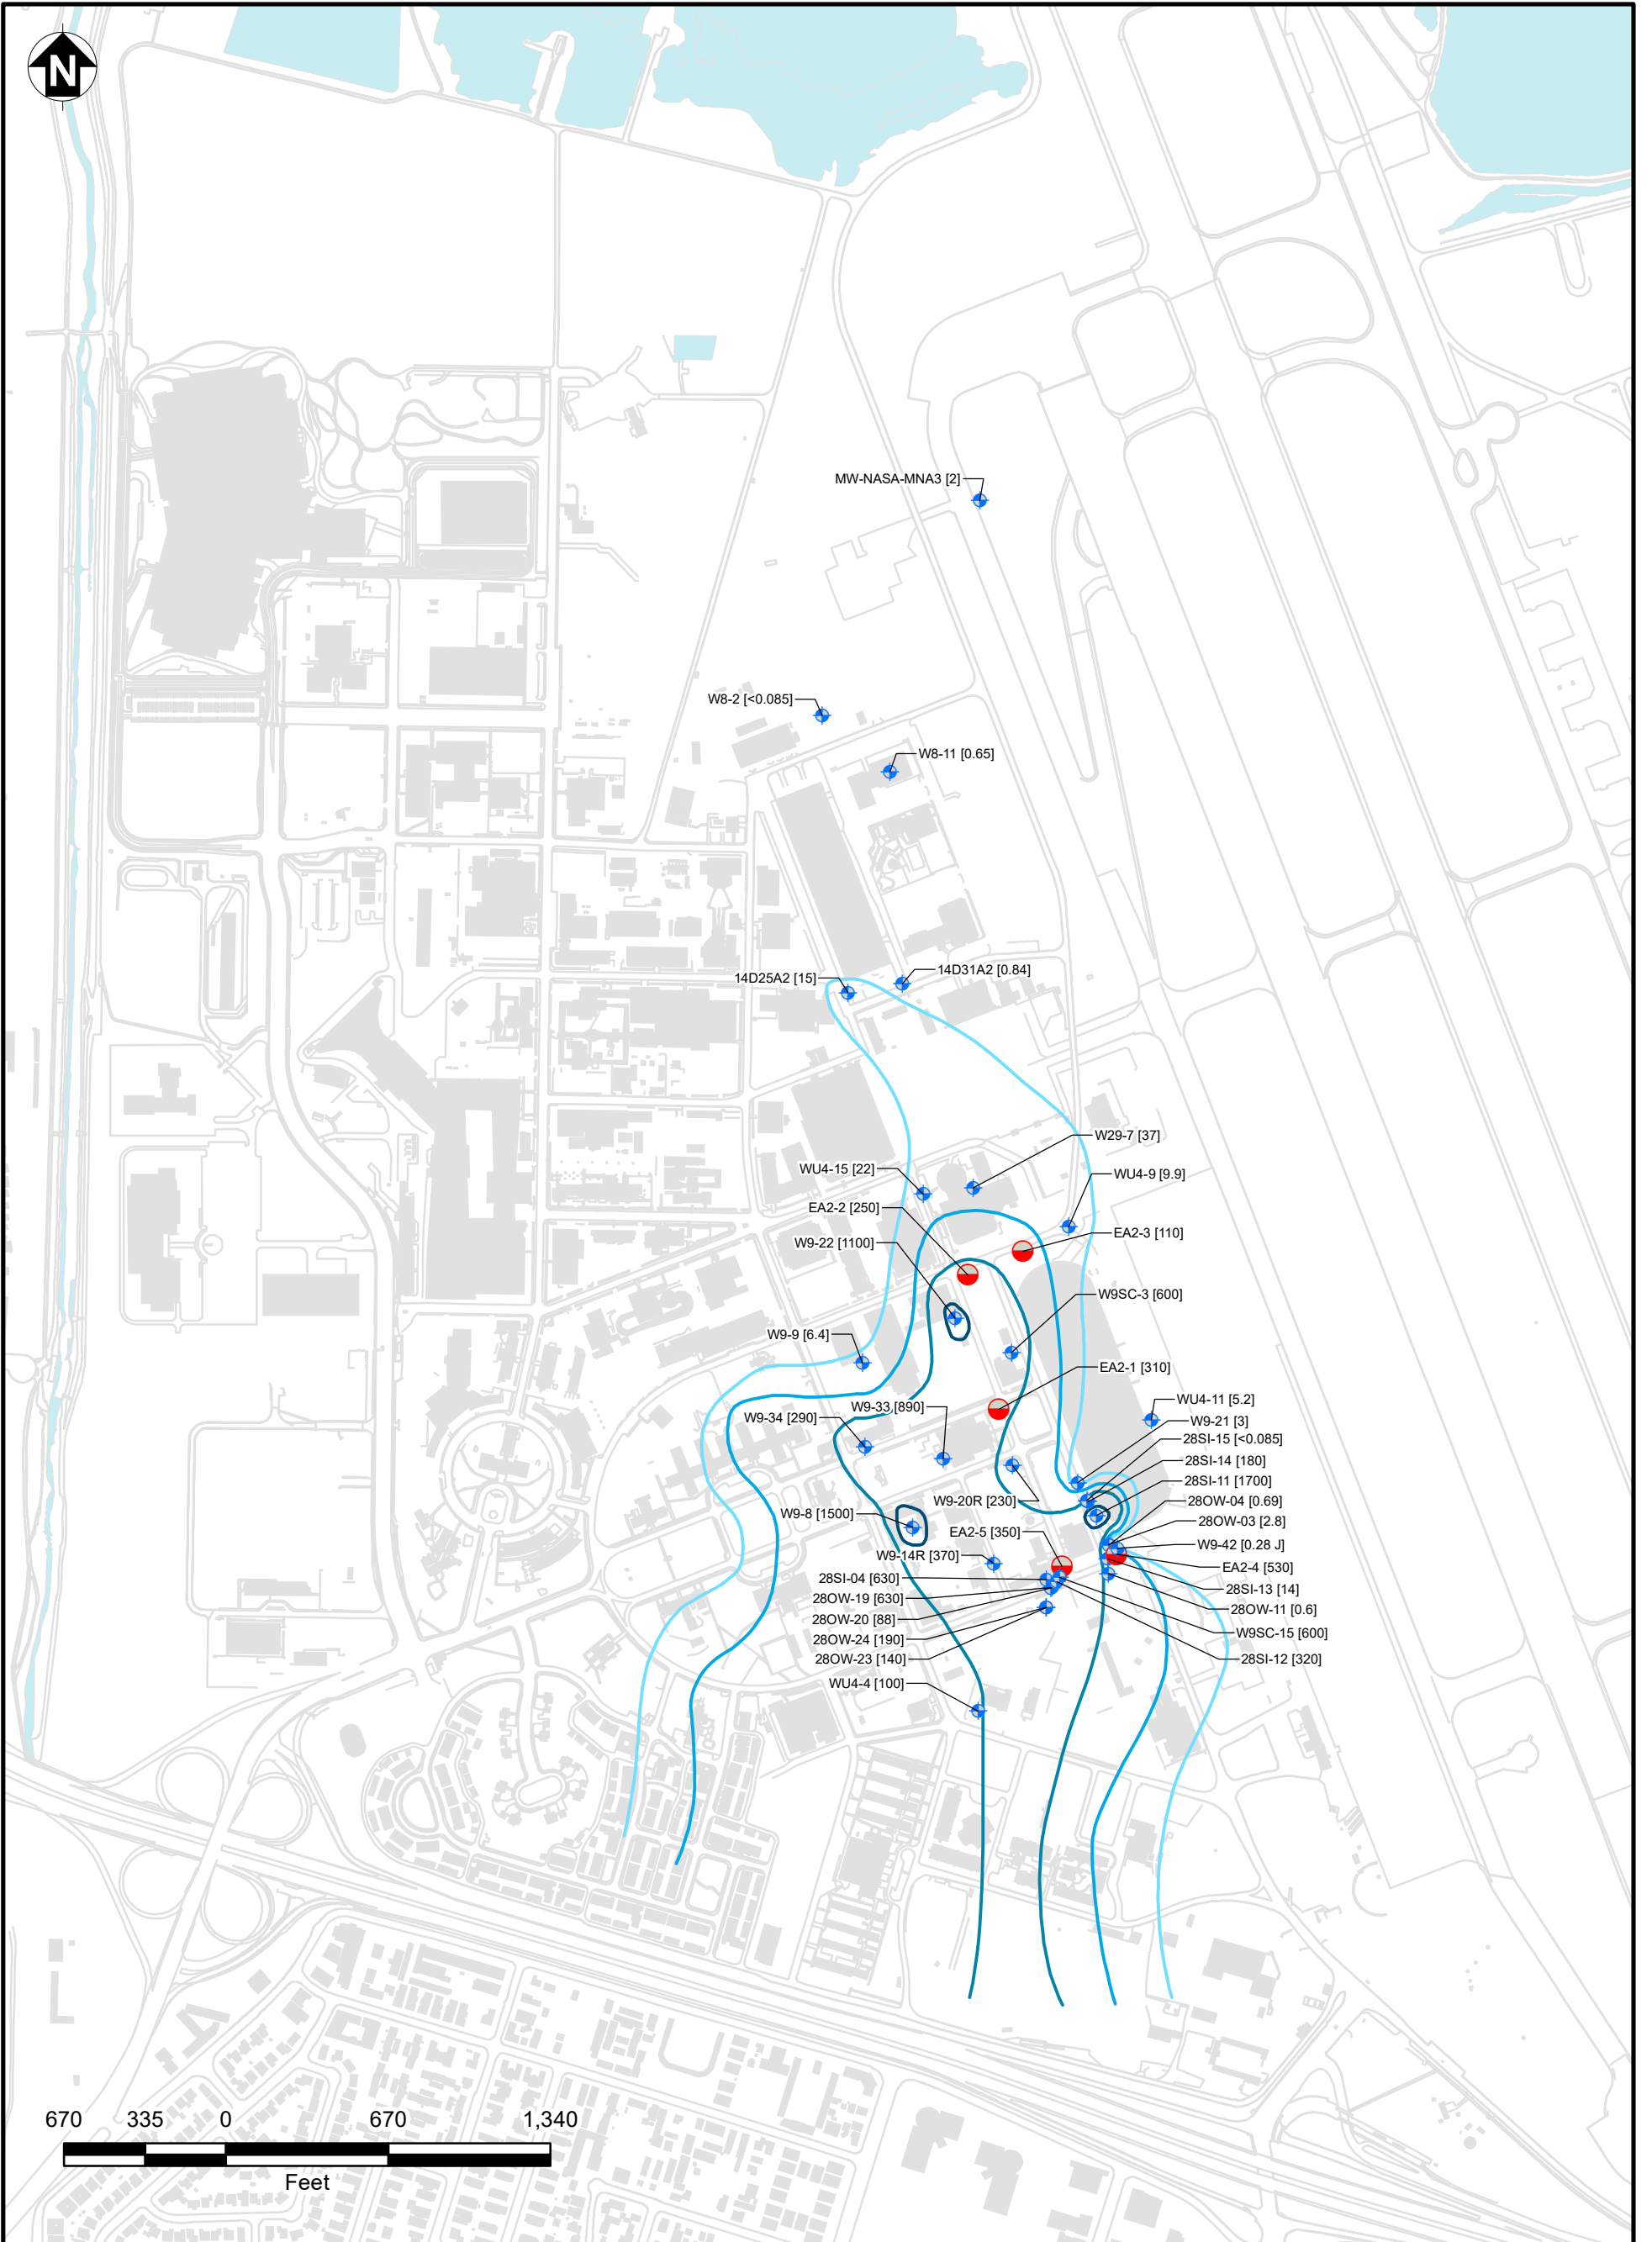 N
MW-NASA-MNA3 [2]
W8-2 [<0.085]
W8-11 [0.65]
14D31A2 [0.84]
14D25A2 [15]
W29-7 [37]
WU4-15 [22]
WU4-9 [9.9]
EA2-2 [250]
EA2-3 [110]
W9-22 [1100]
W9SC-3 [600]
W9-9 [6.4]
EA2-1 [310]
WU4-11 [5.2]
W9-33 [890]
W9-34 [290]
W9-21 [3]
28SI-15 [<0.085]
28SI-14 [180]
28SI-11 [1700]
W9-20R [230]
28OW-04 [0.69]
W9-8 [1500]
28OW-03 [2.8]
EA2-5 [350]
W9-42 [0.28 J]
W9-14R [370]
EA2-4 [530]
28SI-04 [630]
28SI-13 [14]
28OW-19 [630]
28OW-11 [0.6]
28OW-20 [88]
W9SC-15 [600]
28OW-24 [190]
28OW-23 [140]
28SI-12 [320]
WU4-4 [100]
670 335 0 670 1,340
Feet